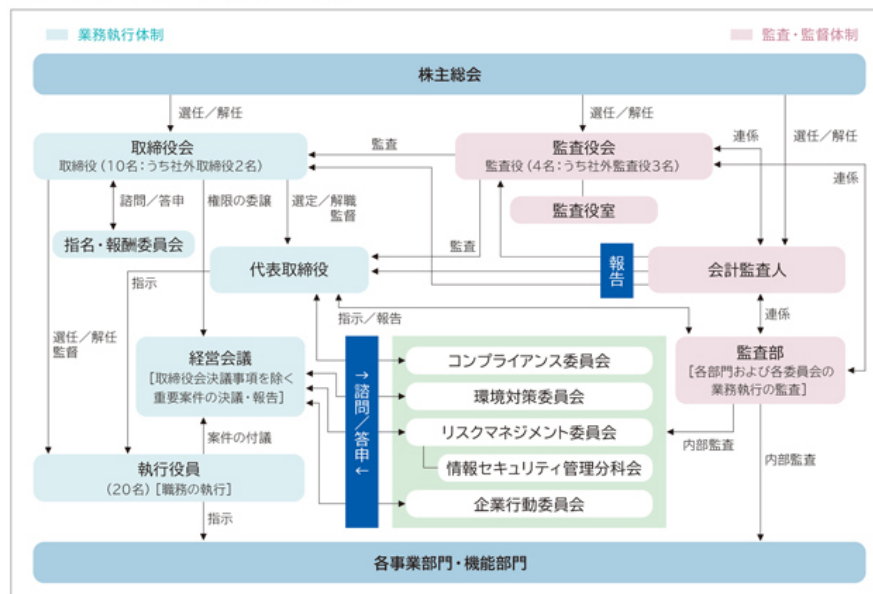 業務執行体制
監査・監督体制
株主総会
選任／解任
選任／解任
連係
選任／解任
取締役会
取締役（10名：うち社外取締役2名）
監査
監査役会
監査役（4名：うち社外監査役3名）
連係
諮問／答申
権限の委譲
選定／解職
監督
監査役室
指名・報酬委員会
監査
代表取締役
報告
会計監査人
指示
指示／報告
連係
選任／解任
監督
経営会議
［取締役会決議事項を除く
重要案件の決議・報告］
→諮問／答申←
コンプライアンス委員会
環境対策委員会
リスクマネジメント委員会
情報セキュリティ管理分科会
企業行動委員会
監査部
［各部門および各委員会の
業務執行の監査］
内部監査
内部監査
案件の付議
執行役員
（20名）［職務の執行］
指示
各事業部門・機能部門